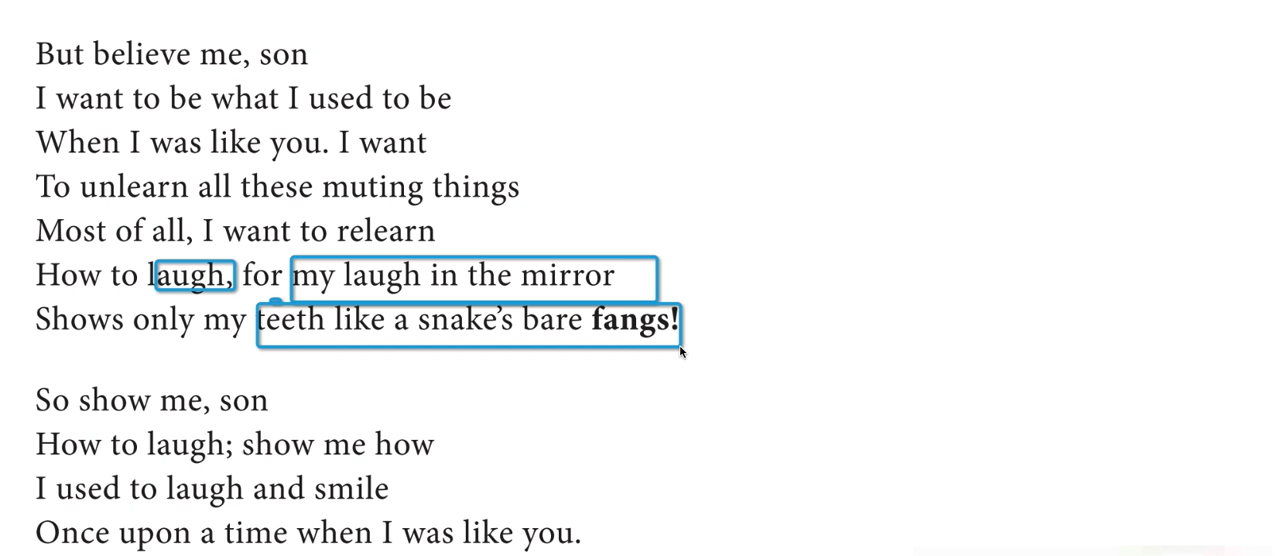 But believe me, son
I want to be what I used to be
When I was like you. I want
To unlearn all these muting things
Most of all, I want to relearn
How to laugh, for my laugh in the mirror
Shows only my teeth like a snake’s bare fangs!
So show me, son
How to laugh; show me how
I used to laugh and smile
Once upon a time when I was like you.